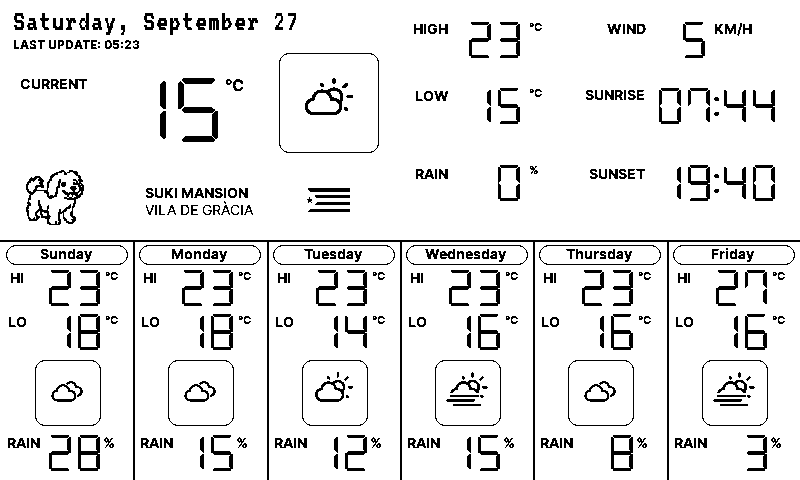 Saturday, September 27
LAST UPDATE: 05:23
CURRENT 15 °C
SUKI MANSION
VILA DE GRÀCIA
HIGH 23 °C
LOW 15 °C
RAIN 0 %
WIND 5 KM/H
SUNRISE 07:44
SUNSET 19:40
Sunday
HI 23 °C
LO 18 °C
RAIN 28 %
Monday
HI 23 °C
LO 18 °C
RAIN 15 %
Tuesday
HI 23 °C
LO 14 °C
RAIN 12 %
Wednesday
HI 23 °C
LO 16 °C
RAIN 15 %
Thursday
HI 23 °C
LO 16 °C
RAIN 8 %
Friday
HI 27 °C
LO 16 °C
RAIN 3 %